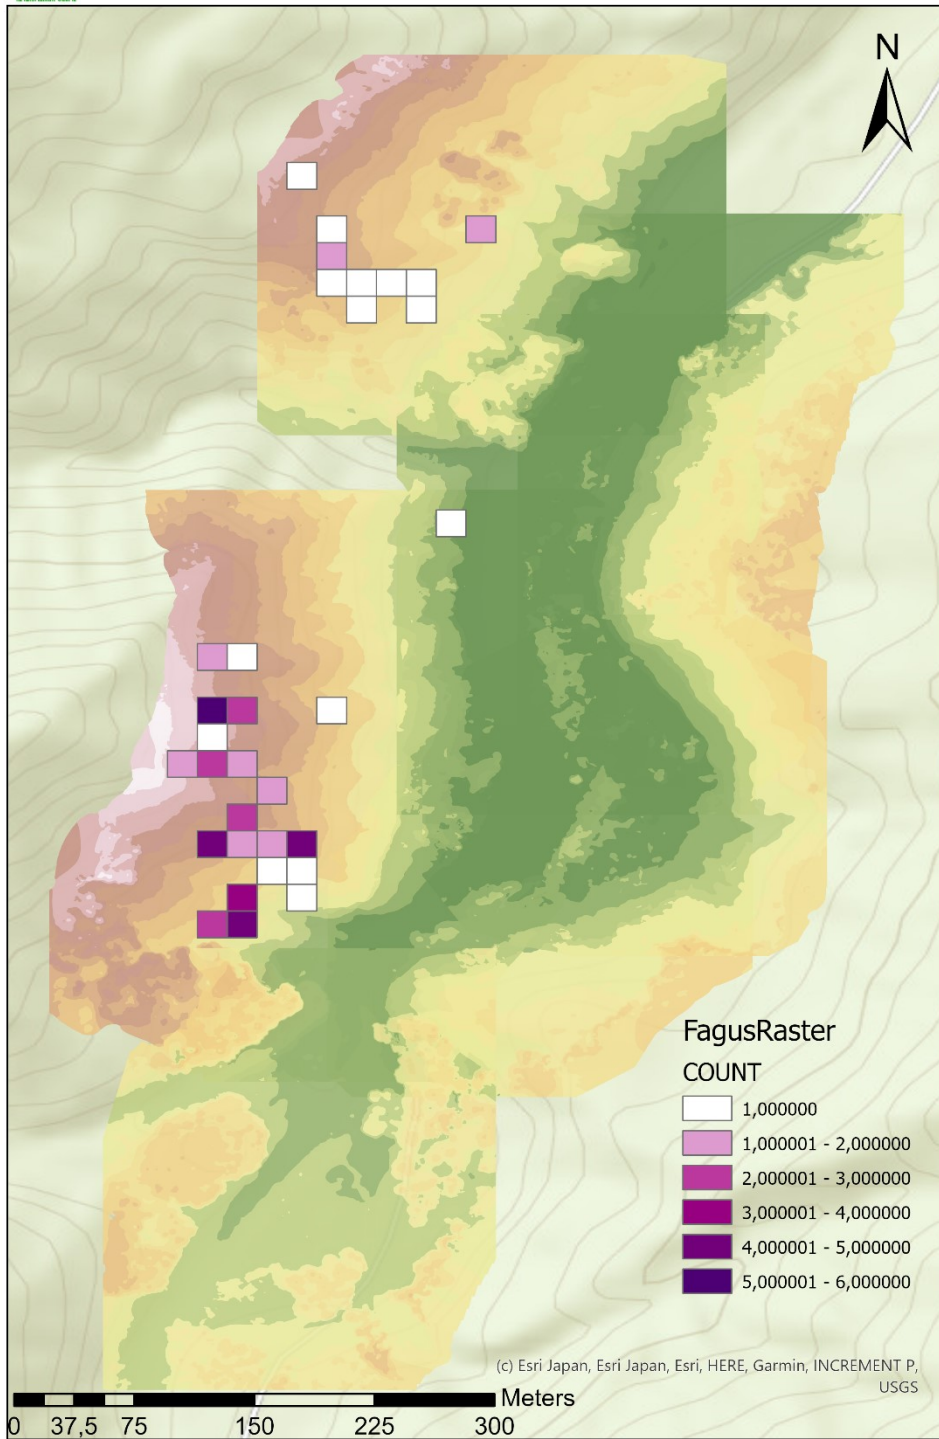 N
FagusRaster
COUNT
1,000000
1,000001 - 2,000000
2,000001 - 3,000000
3,000001 - 4,000000
4,000001 - 5,000000
5,000001 - 6,000000
(c) Esri Japan, Esri Japan, Esri, HERE, Garmin, INCREMENT P,
USGS
Meters
0 37,5 75 150 225 300